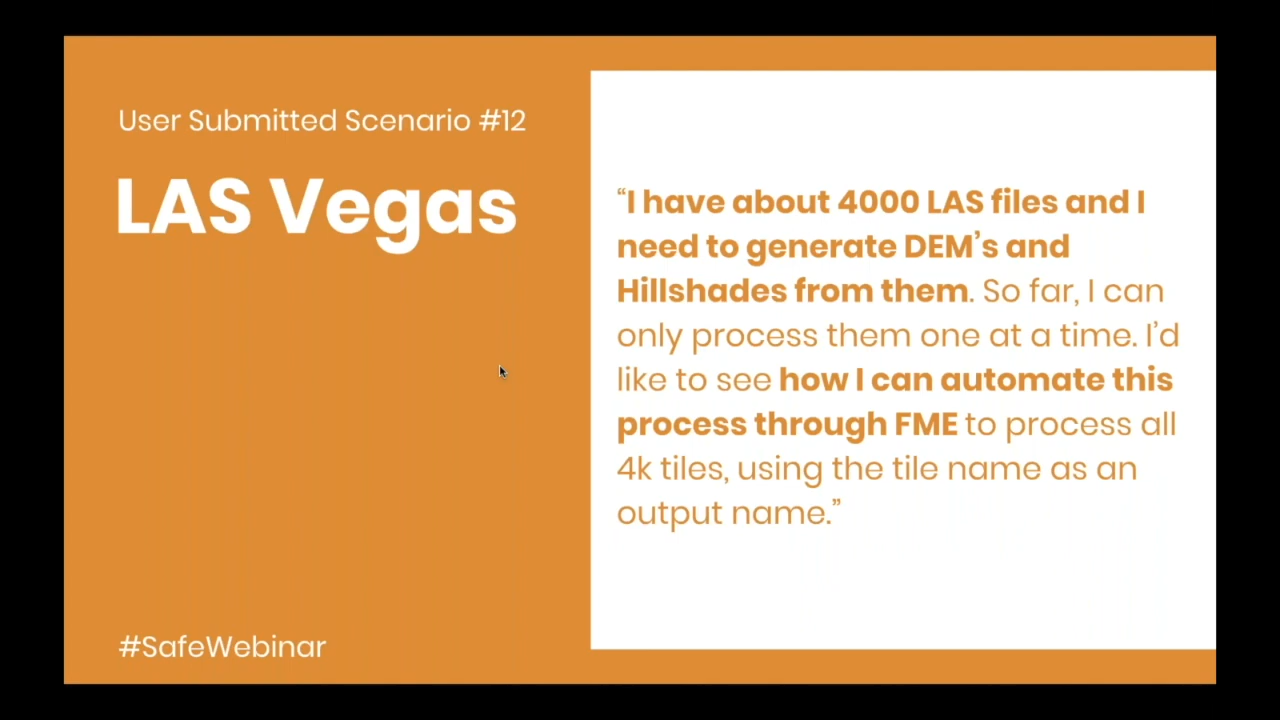 User Submitted Scenario #12
LAS Vegas
“I have about 4000 LAS files and I
need to generate DEM’s and
Hillshades from them. So far, I can
only process them one at a time. I’d
like to see how I can automate this
process through FME to process all
4k tiles, using the tile name as an
output name.”
#SafeWebinar